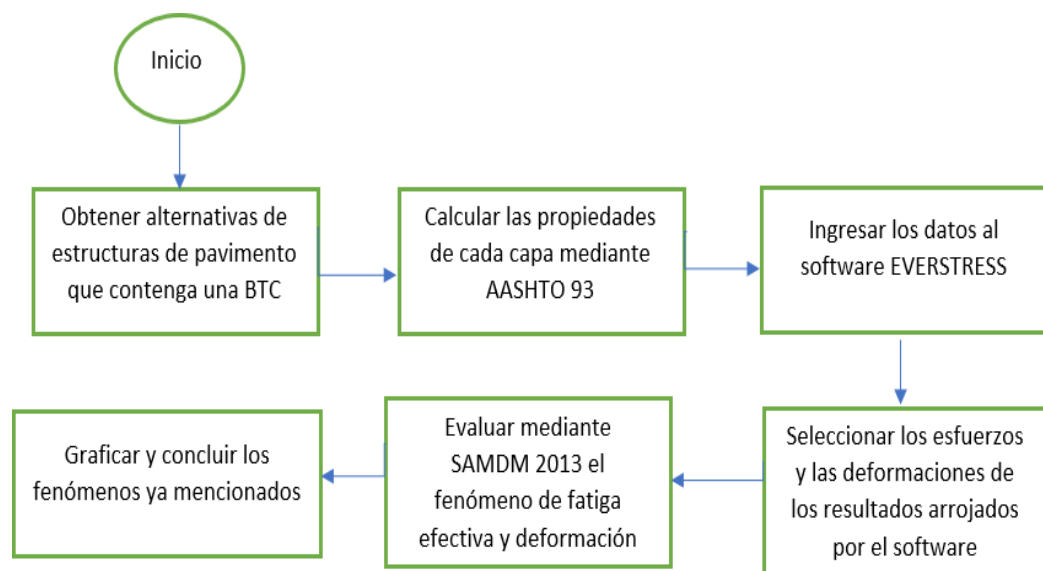 Inicio
Obtener alternativas de
estructuras de pavimento
que contenga una BTC
Calcular las propiedades
de cada capa mediante
AASHTO 93
Ingresar los datos al
software EVERSTRESS
Seleccionar los esfuerzos
y las deformaciones de
los resultados arrojados
por el software
Evaluar mediante
SAMDM 2013 el
fenómeno de fatiga
efectiva y deformación
Graficar y concluir los
fenómenos ya mencionados